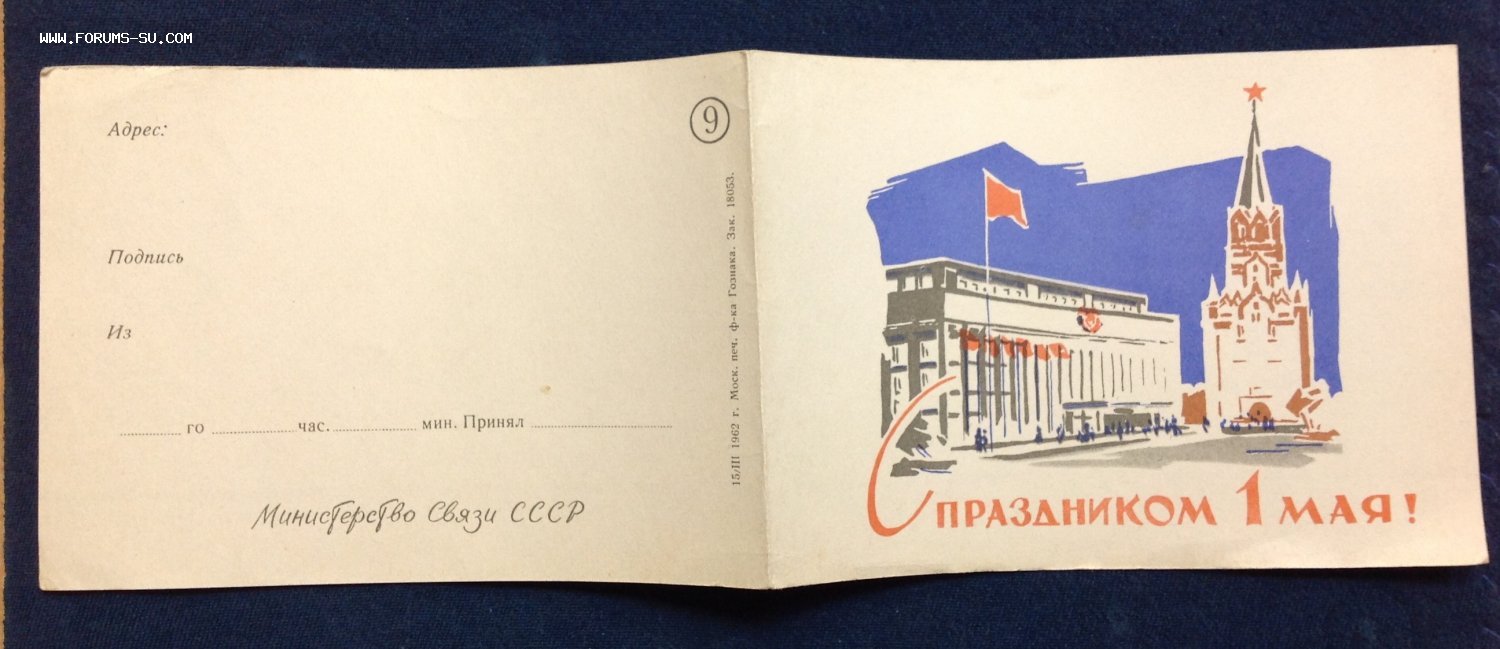 www.forums-su.com
Адрес:
9
Подпись
Из
го час. мин. Принял
Министерство Связи СССР
15/III 1962 г. Моск. печ. ф-ка Гознака. Зак. 18053.
С ПРАЗДНИКОМ 1 МАЯ!